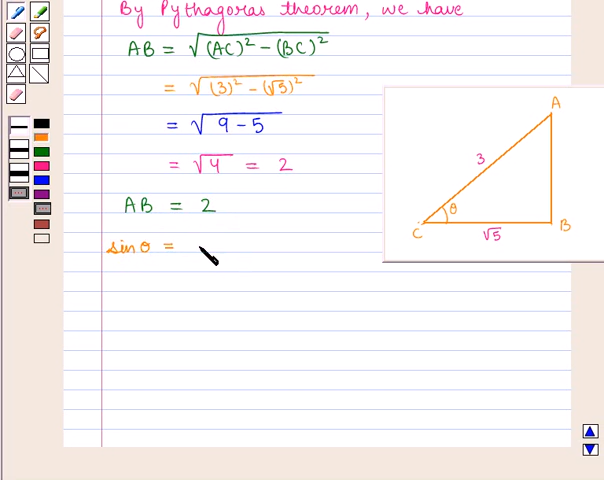 By Pythagoras theorem, we have
AB = √(AC)² − (BC)²
= √(3)² − (√5)²
= √9 − 5
= √4 = 2
AB = 2
sin θ =
A
3
θ
C
B
√5